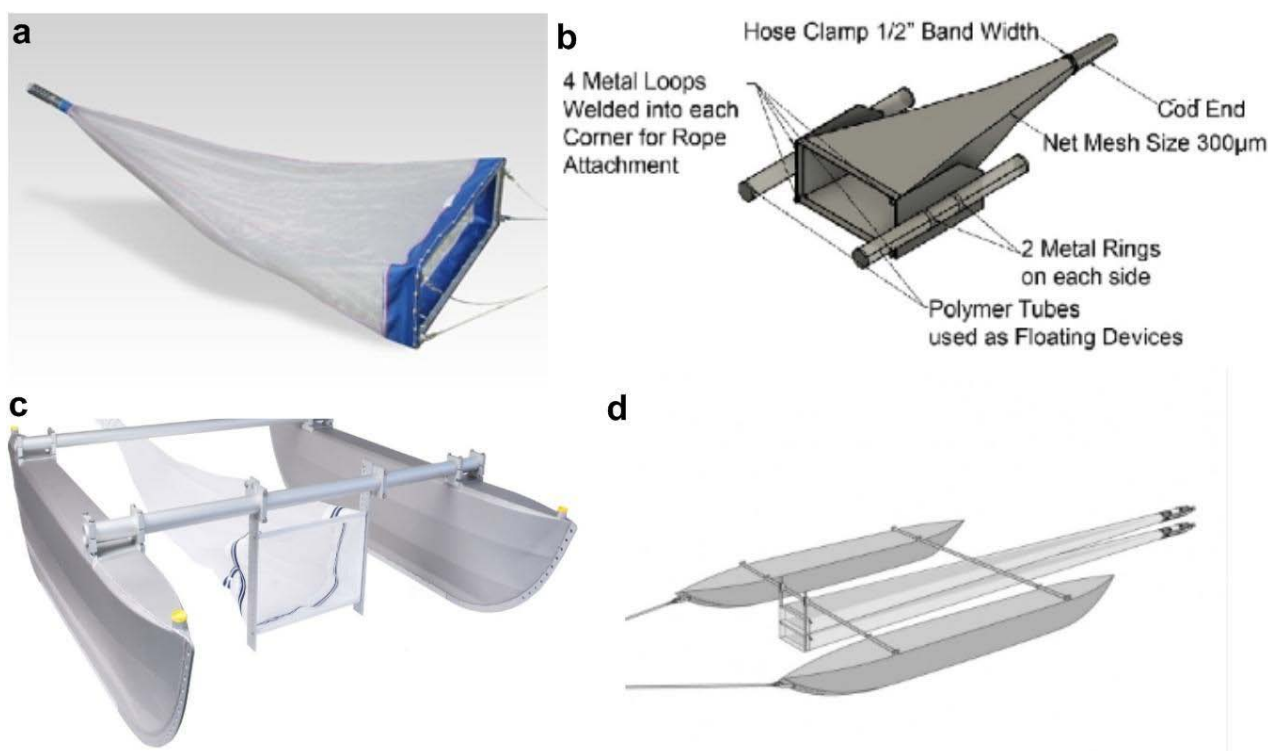 a
b
Hose Clamp 1/2" Band Width
4 Metal Loops
Welded into each
Corner for Rope
Attachment
Cod End
Net Mesh Size 300μm
2 Metal Rings
on each side
Polymer Tubes
used as Floating Devices
c
d